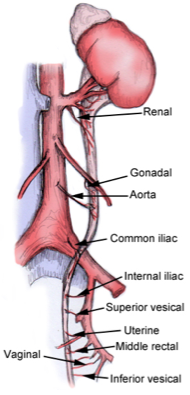 Renal
Gonadal
Aorta
Common iliac
Internal iliac
Superior vesical
Uterine
Middle rectal
Vaginal
Inferior vesical